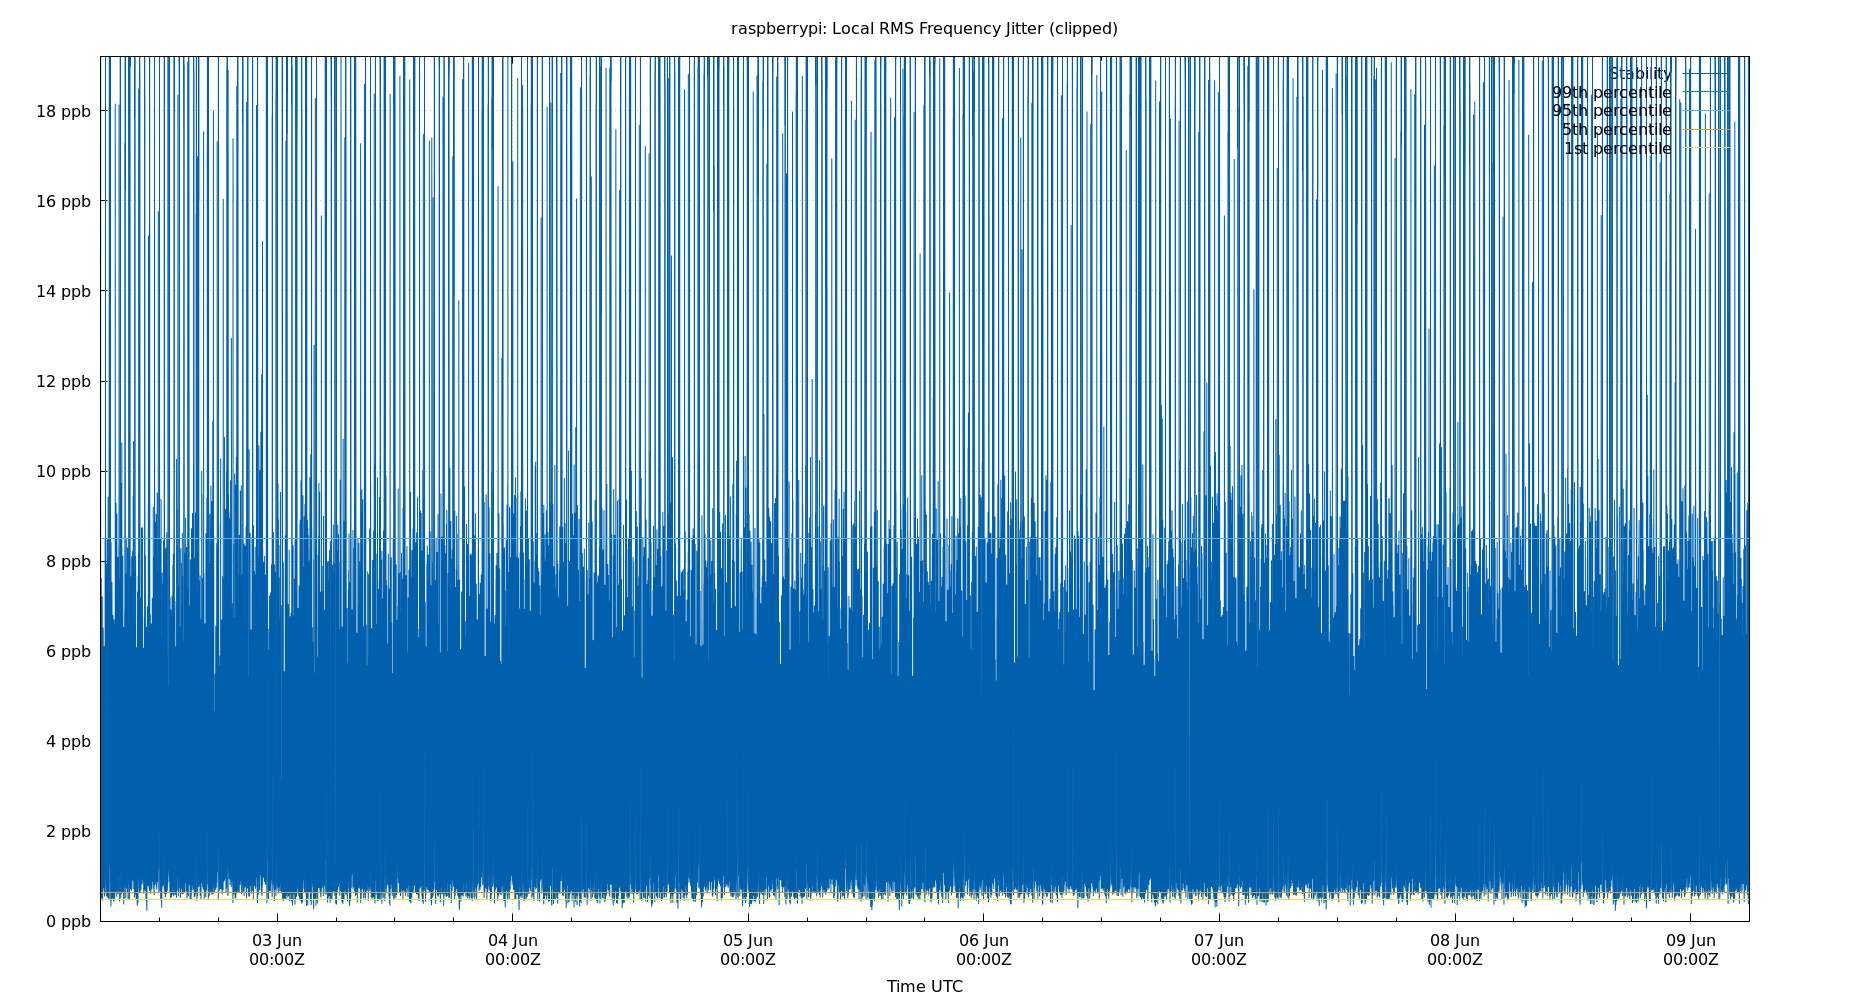 raspberrypi: Local RMS Frequency Jitter (clipped)
Stability
99th percentile
95th percentile
5th percentile
1st percentile
18 ppb
16 ppb
14 ppb
12 ppb
10 ppb
8 ppb
6 ppb
4 ppb
2 ppb
0 ppb
03 Jun 04 Jun 05 Jun 06 Jun 07 Jun 08 Jun 09 Jun
00:00Z 00:00Z 00:00Z 00:00Z 00:00Z 00:00Z 00:00Z
Time UTC